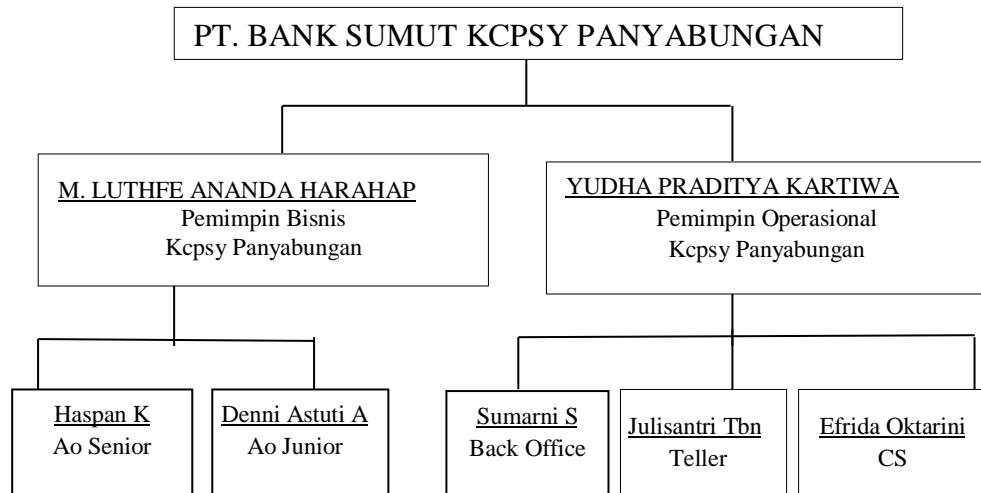 PT. BANK SUMUT KCPSY PANYABUNGAN
M. LUTHFE ANANDA HARAHAP
Pemimpin Bisnis
Kcpsy Panyabungan
YUDHA PRADITYA KARTIWA
Pemimpin Operasional
Kcpsy Panyabungan
Haspan K
Ao Senior
Denni Astuti A
Ao Junior
Sumarni S
Back Office
Julisantri Tbn
Teller
Efrida Oktarini
CS